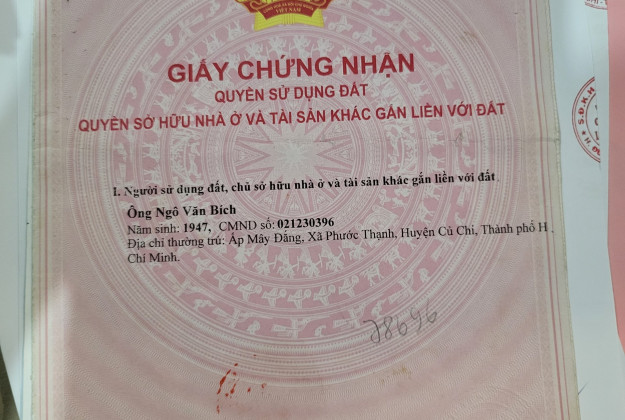 GIẤY CHỨNG NHẬN
QUYỀN SỬ DỤNG ĐẤT
QUYỀN SỞ HỮU NHÀ Ở VÀ TÀI SẢN KHÁC GẮN LIỀN VỚI ĐẤT
I. Người sử dụng đất, chủ sở hữu nhà ở và tài sản khác gắn liền với đất
Ông Ngô Văn Bích
Năm sinh: 1947, CMND số: 021230396
Địa chỉ thường trú: Ấp Mây Đắng, Xã Phước Thạnh, Huyện Củ Chi, Thành phố H
Chí Minh.
78696
S.Đ.K.H